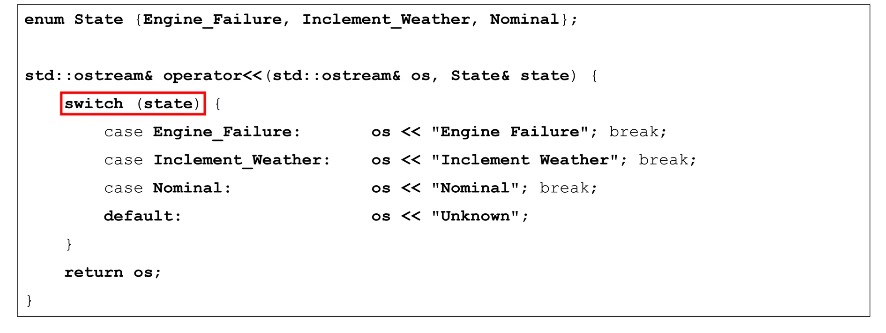 enum State {Engine_Failure, Inclement_Weather, Nominal};
std::ostream& operator<<(std::ostream& os, State& state) {
switch (state) {
case Engine_Failure: os << "Engine Failure"; break;
case Inclement_Weather: os << "Inclement Weather"; break;
case Nominal: os << "Nominal"; break;
default: os << "Unknown";
}
return os;
}